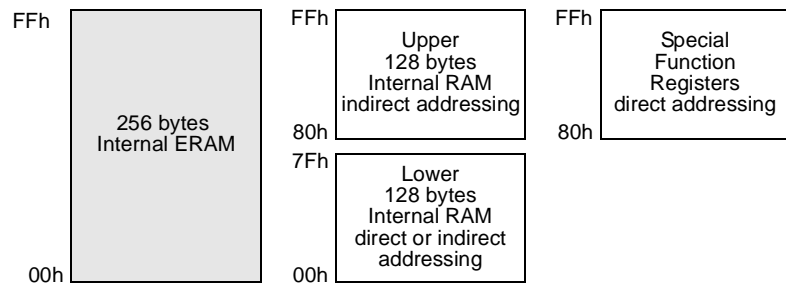 FFh
256 bytes
Internal ERAM
00h
FFh
Upper
128 bytes
Internal RAM
indirect addressing
80h
7Fh
Lower
128 bytes
Internal RAM
direct or indirect
addressing
00h
FFh
Special
Function
Registers
direct addressing
80h